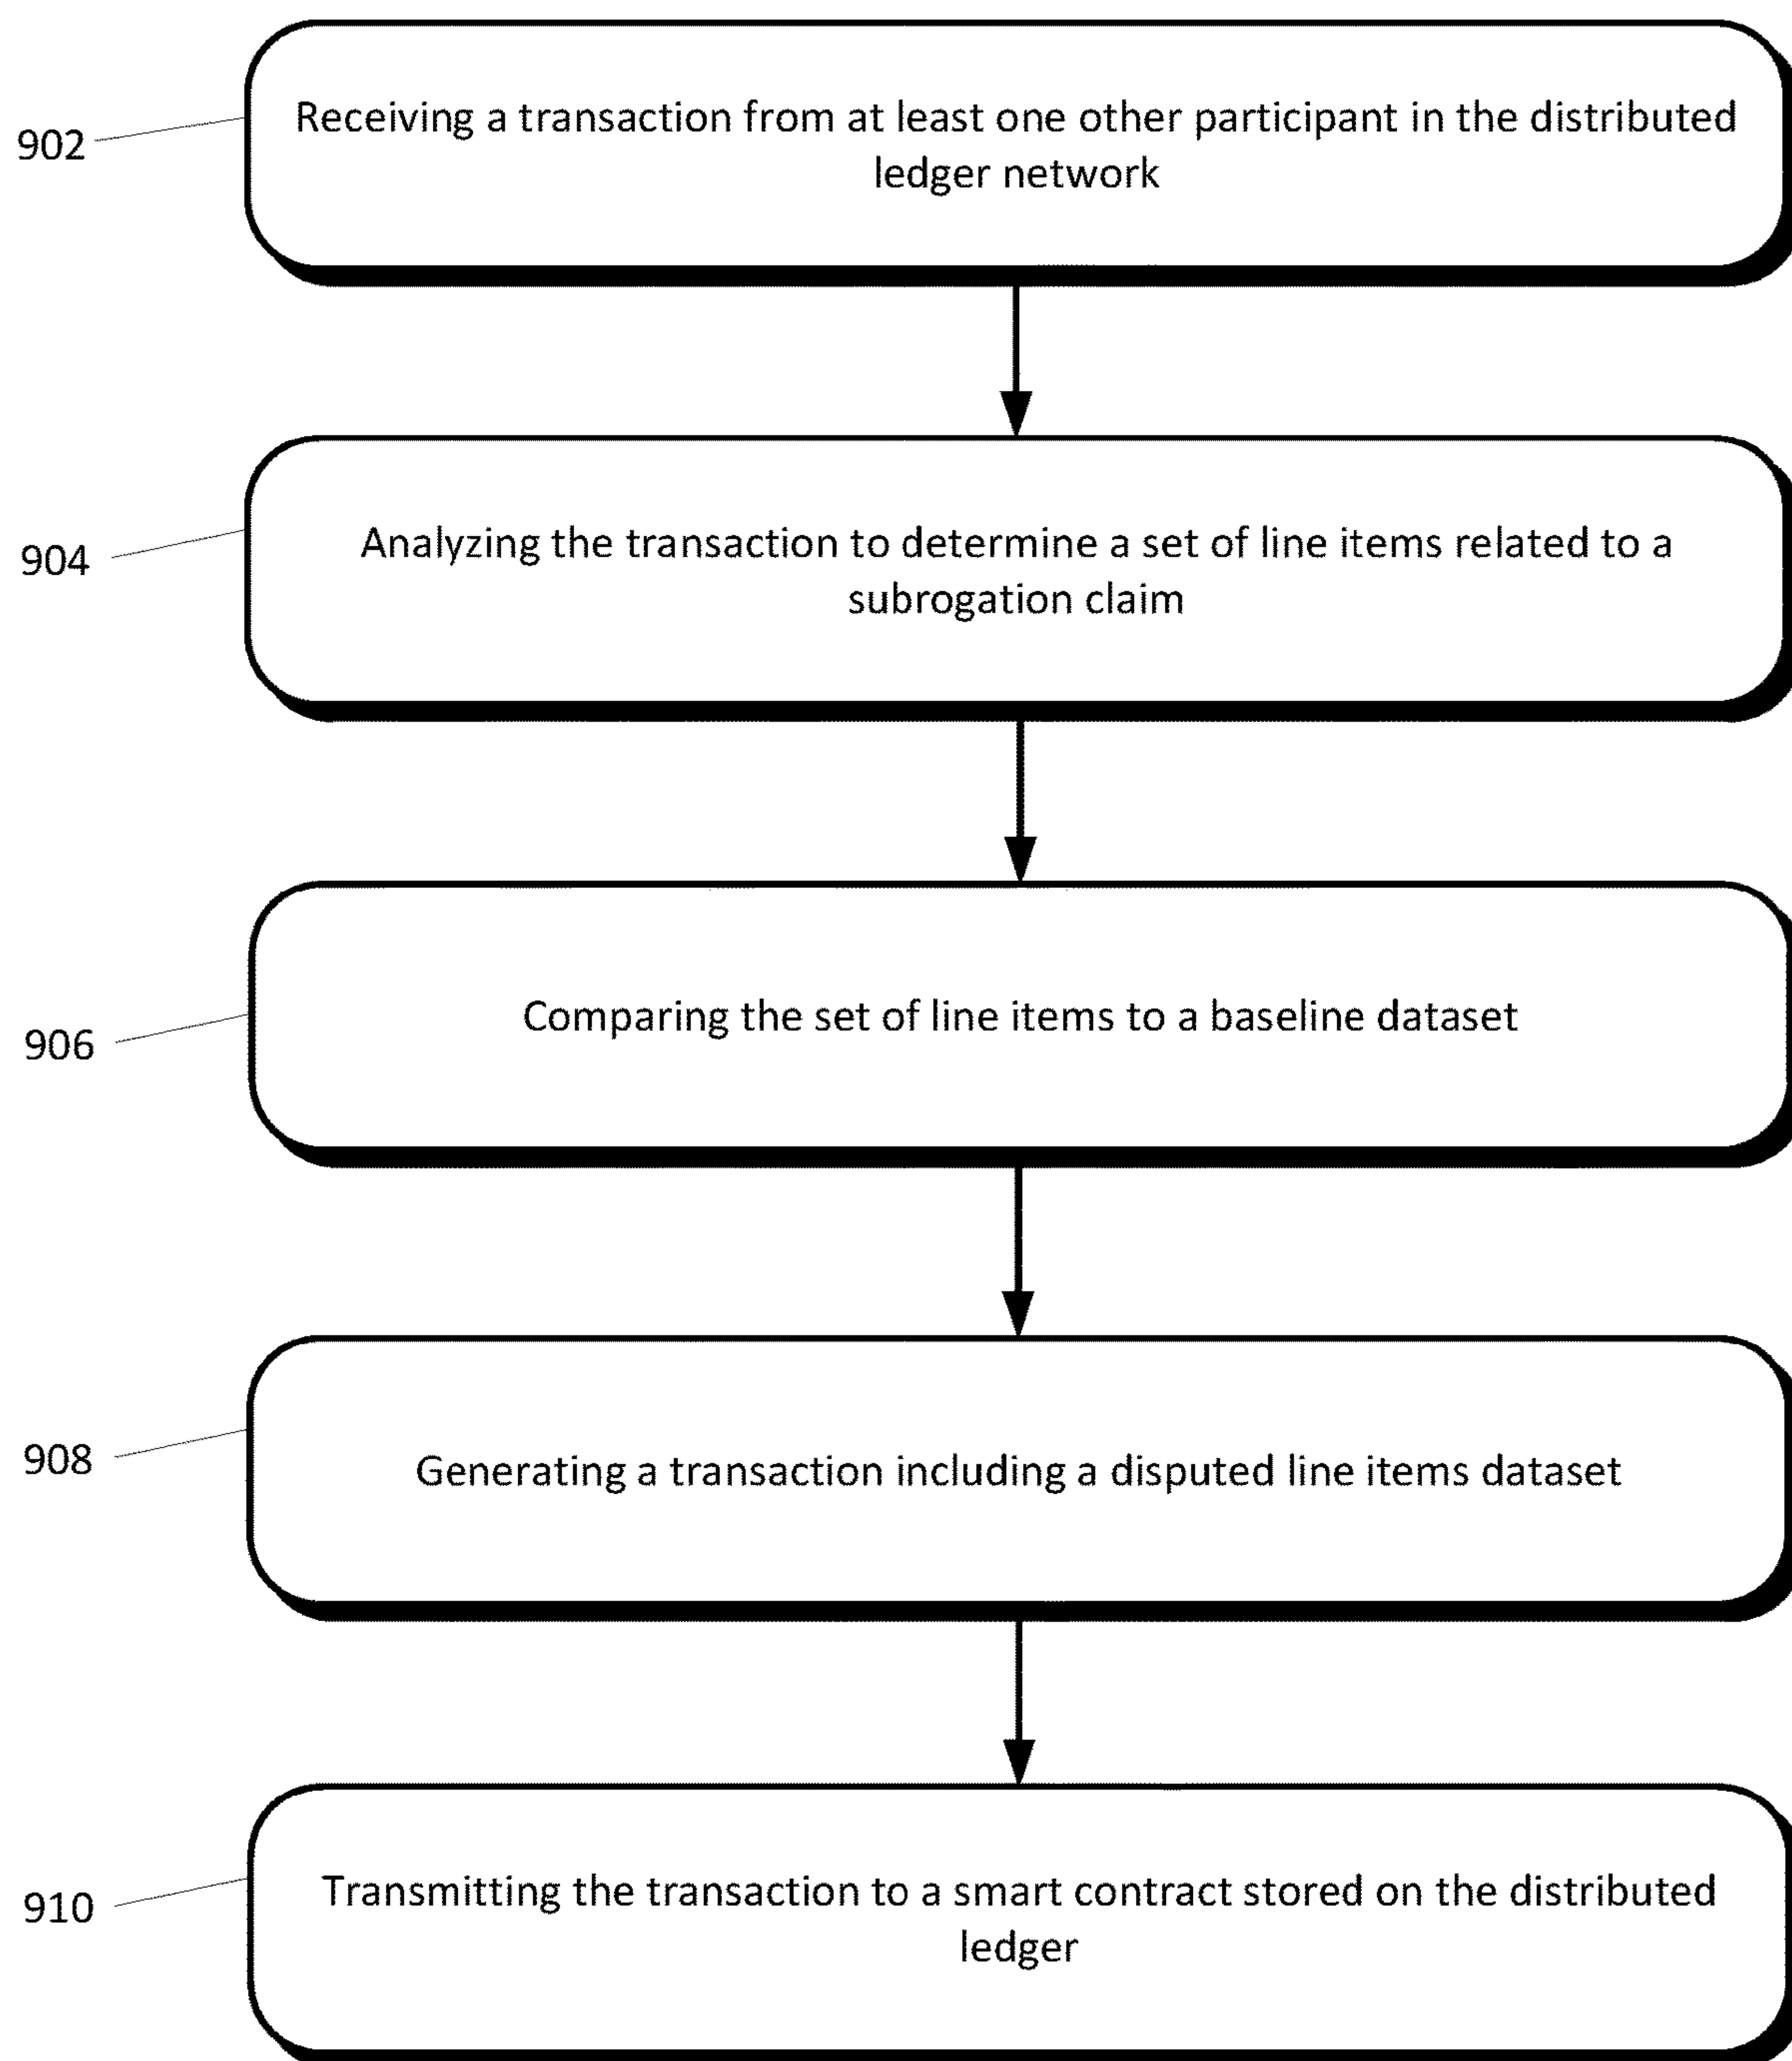 902
Receiving a transaction from at least one other participant in the distributed
ledger network
904
Analyzing the transaction to determine a set of line items related to a
subrogation claim
906
Comparing the set of line items to a baseline dataset
908
Generating a transaction including a disputed line items dataset
910
Transmitting the transaction to a smart contract stored on the distributed
ledger